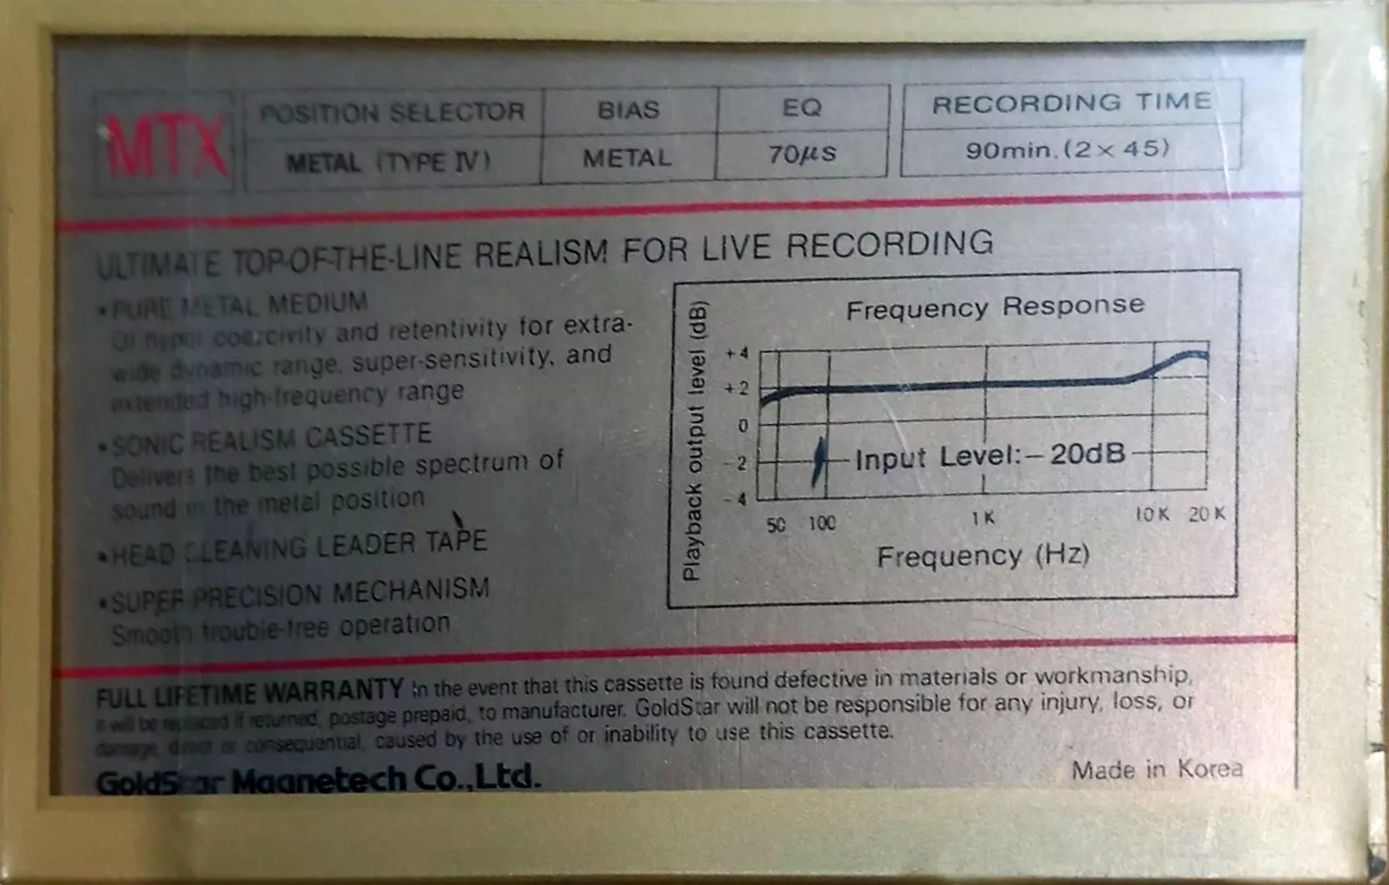 MTX
POSITION SELECTOR BIAS EQ RECORDING TIME
METAL (TYPE IV) METAL 70μs 90min.(2×45)
ULTIMATE TOP-OF-THE-LINE REALISM FOR LIVE RECORDING
•PURE METAL MEDIUM
Of hyper coercivity and retentivity for extra-
wide dynamic range, super-sensitivity, and
extended high-frequency range
•SONIC REALISM CASSETTE
Delivers the best possible spectrum of
sound in the metal position
•HEAD CLEANING LEADER TAPE
•SUPER PRECISION MECHANISM
Smooth trouble-free operation
Frequency Response
Playback output level (dB)
+4
+2
0
-2
-4
Input Level:-20dB
50 100 1K 10K 20K
Frequency (Hz)
FULL LIFETIME WARRANTY In the event that this cassette is found defective in materials or workmanship,
it will be replaced if returned, postage prepaid, to manufacturer. GoldStar will not be responsible for any injury, loss, or
damage, direct or consequential, caused by the use of or inability to use this cassette.
GoldStar Magnetech Co.,Ltd.
Made in Korea